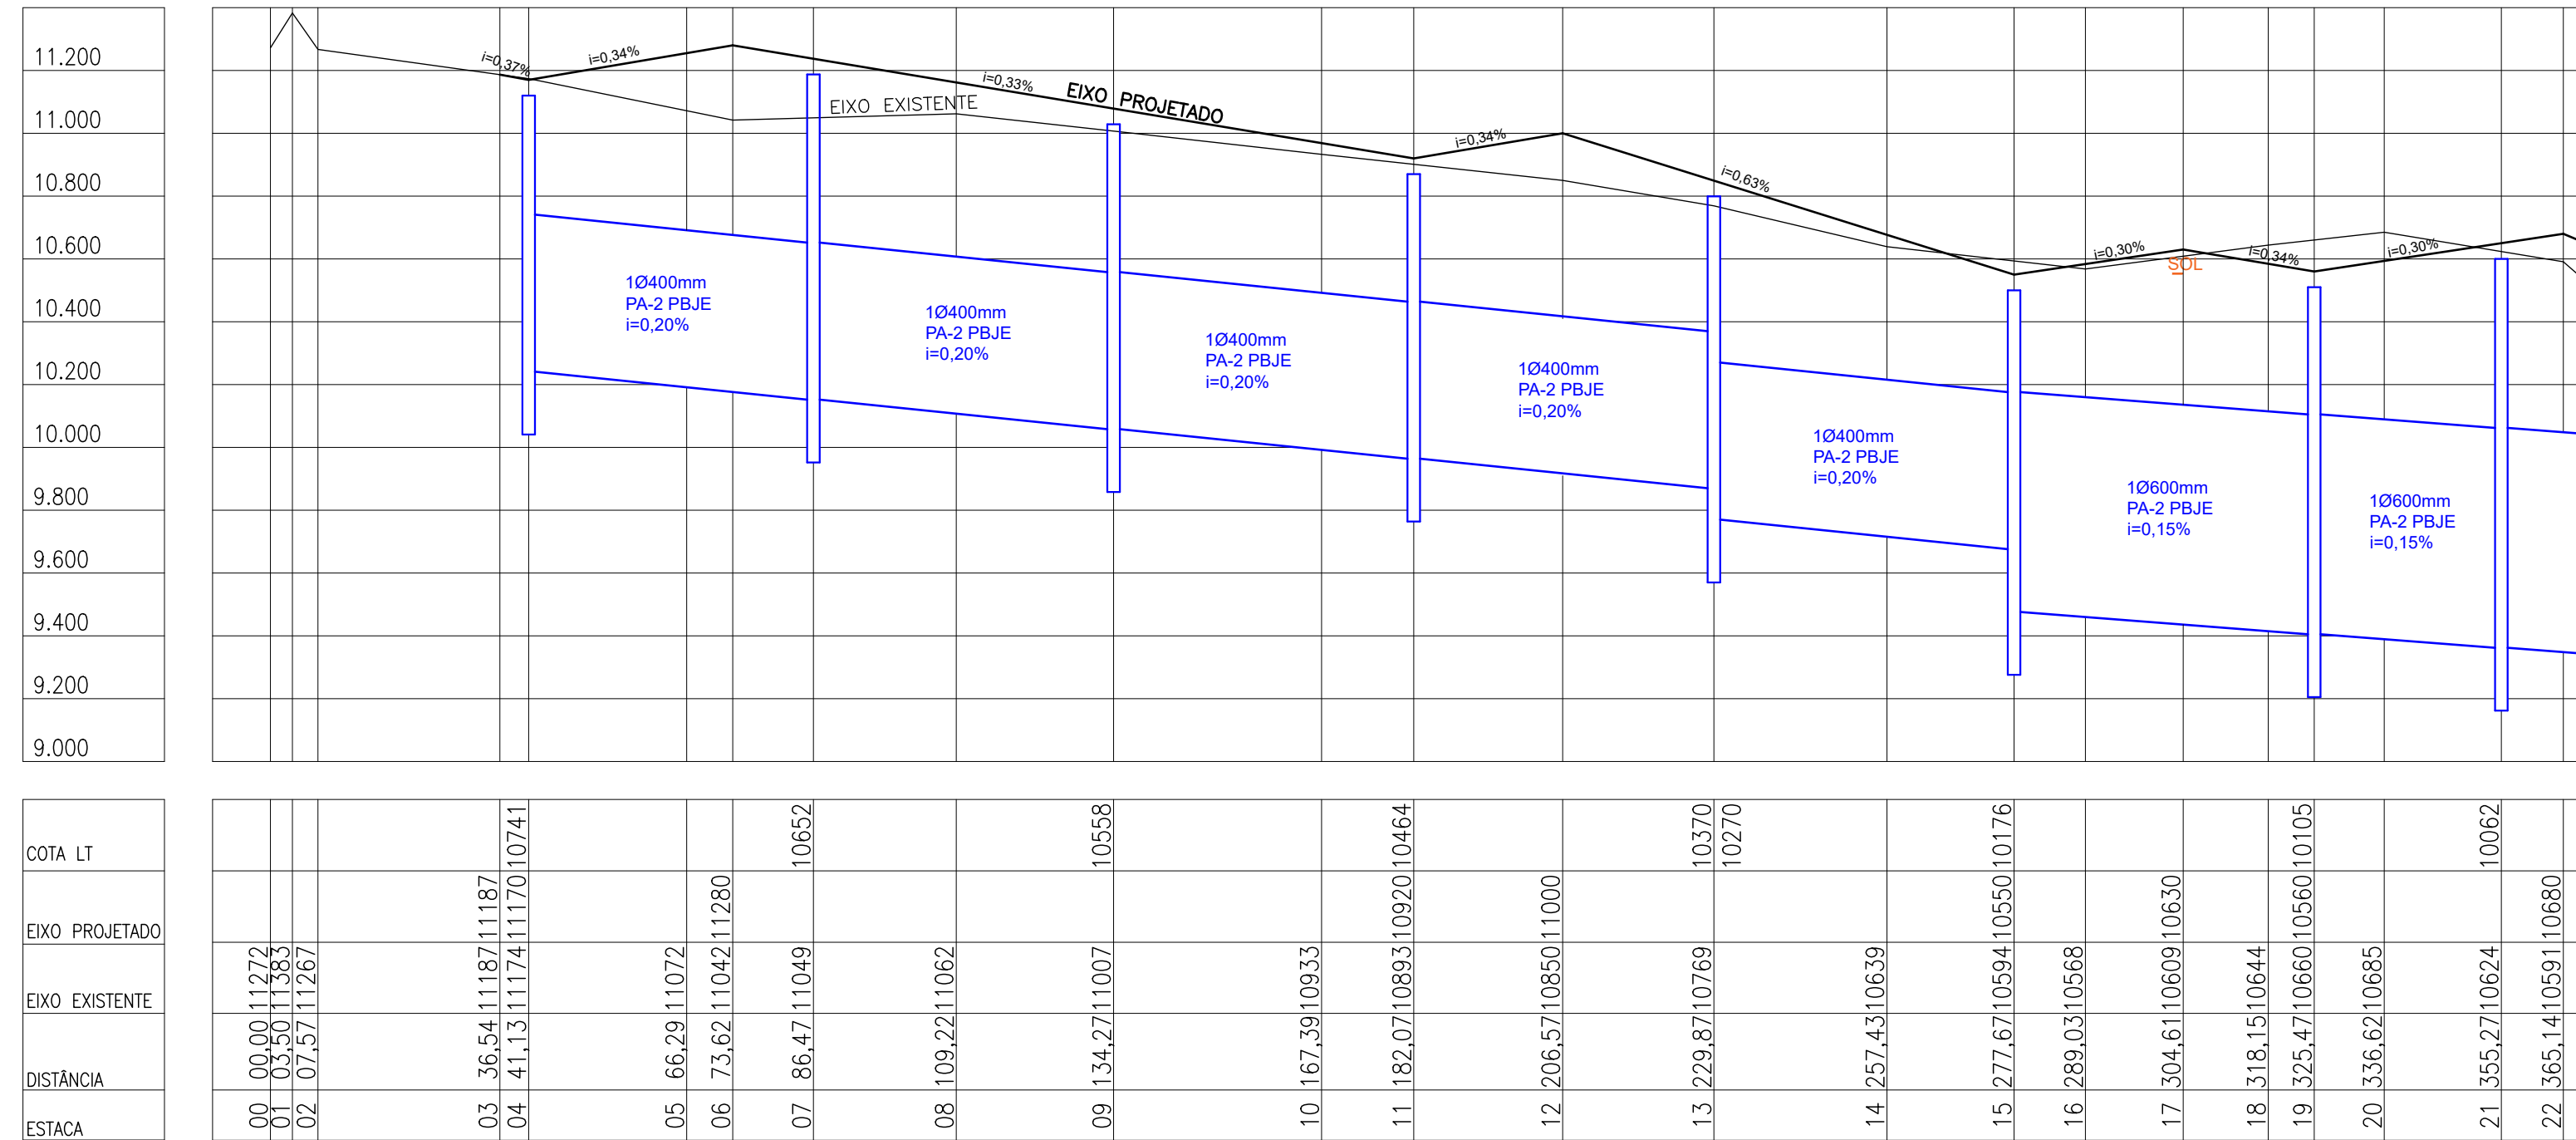 11.200
11.000
10.800
10.600
10.400
10.200
10.000
9.800
9.600
9.400
9.200
9.000
i=0,37%
i=0,34%
EIXO EXISTENTE
i=0,33%
EIXO PROJETADO
i=0,34%
i=0,63%
i=0,30%
SOL
i=0,34%
i=0,30%
1Ø400mm
PA-2 PBJE
i=0,20%
1Ø400mm
PA-2 PBJE
i=0,20%
1Ø400mm
PA-2 PBJE
i=0,20%
1Ø400mm
PA-2 PBJE
i=0,20%
1Ø400mm
PA-2 PBJE
i=0,20%
1Ø600mm
PA-2 PBJE
i=0,15%
1Ø600mm
PA-2 PBJE
i=0,15%
COTA LT 10741 10652 10558 10464 10370 10270 10176 10105 10062
EIXO PROJETADO 11187 11170 11280 10920 11000 10550 10630 10560 10680
EIXO EXISTENTE 11272 11383 11267 11187 11174 11072 11042 11049 11062 11007 10933 10893 10850 10769 10639 10594 10568 10609 10644 10660 10685 10624 10591
DISTÂNCIA 00,00 03,50 07,57 36,54 41,13 66,29 73,62 86,47 109,22 134,27 167,39 182,07 206,57 229,87 257,43 277,67 289,03 304,61 318,15 325,47 336,62 355,27 365,14
ESTACA 00 01 02 03 04 05 06 07 08 09 10 11 12 13 14 15 16 17 18 19 20 21 22